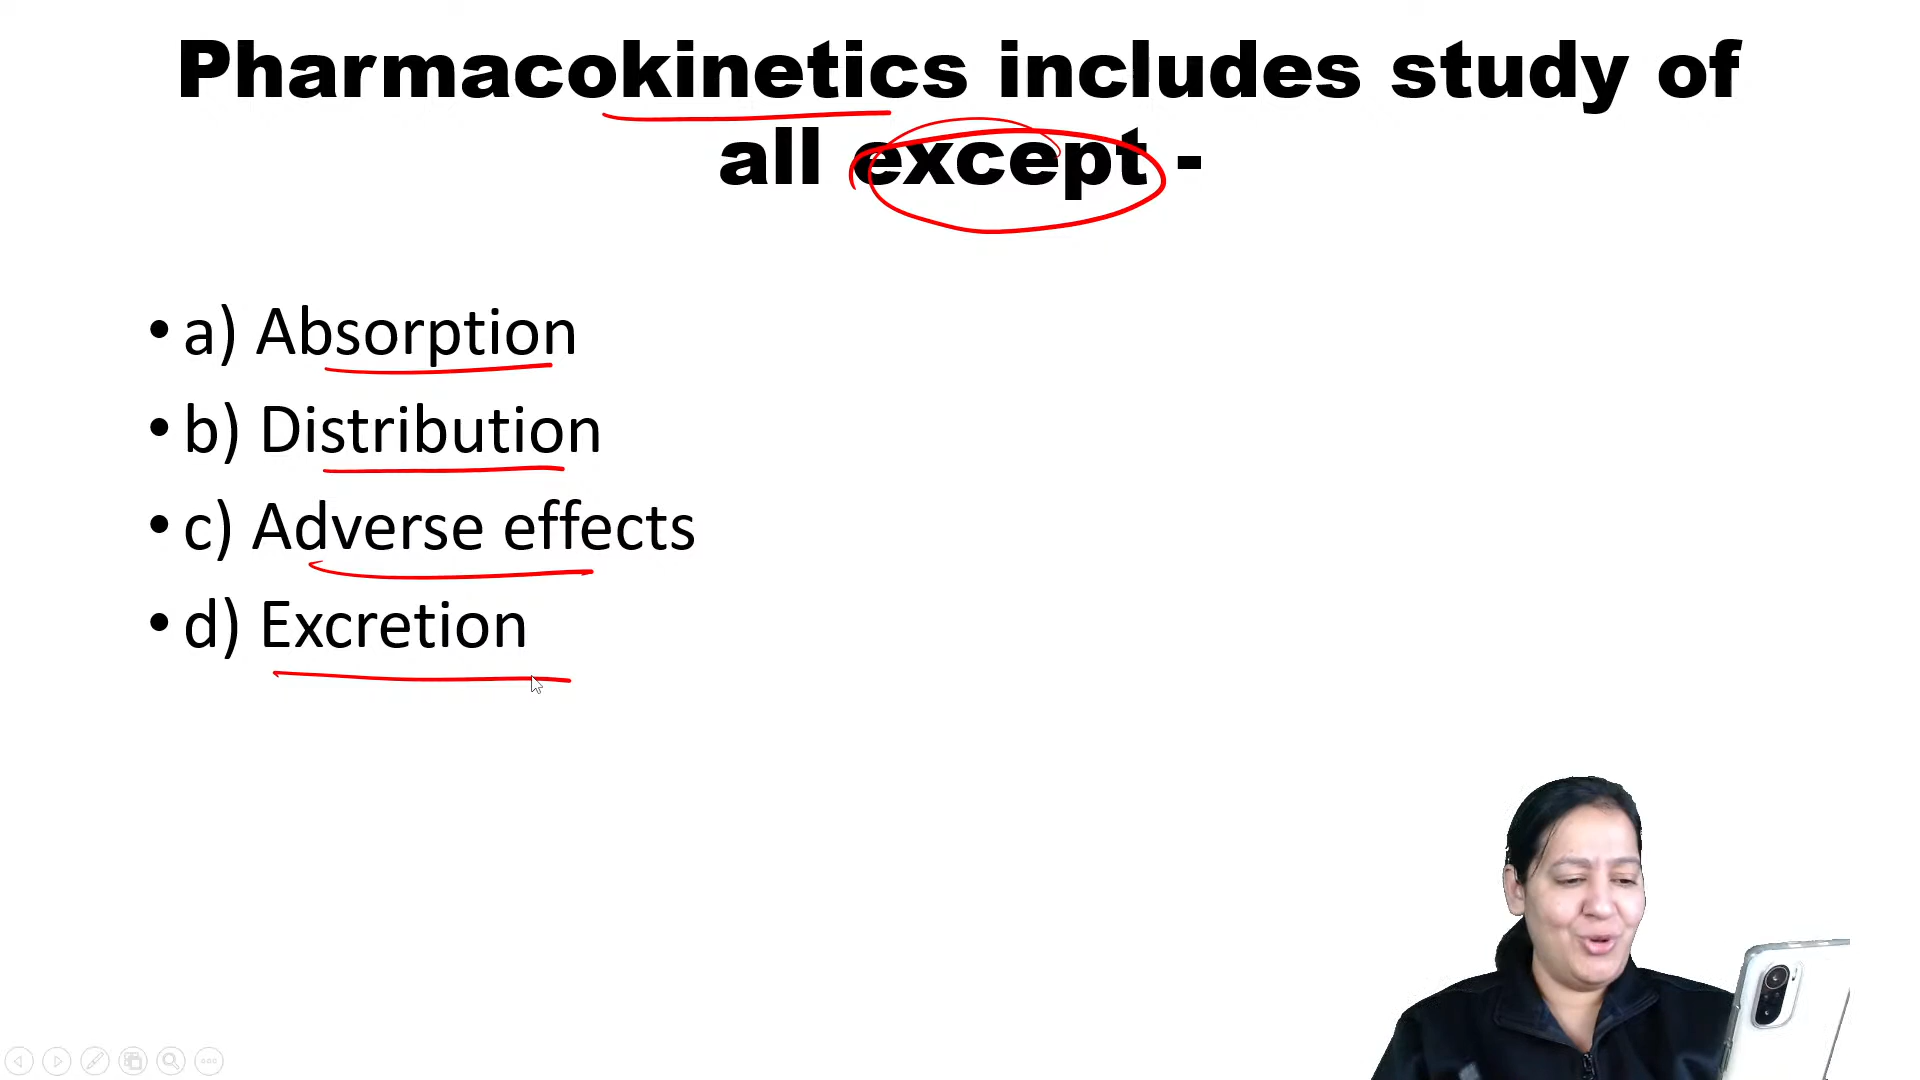 Pharmacokinetics includes study of
all except -
• a) Absorption
• b) Distribution
• c) Adverse effects
• d) Excretion